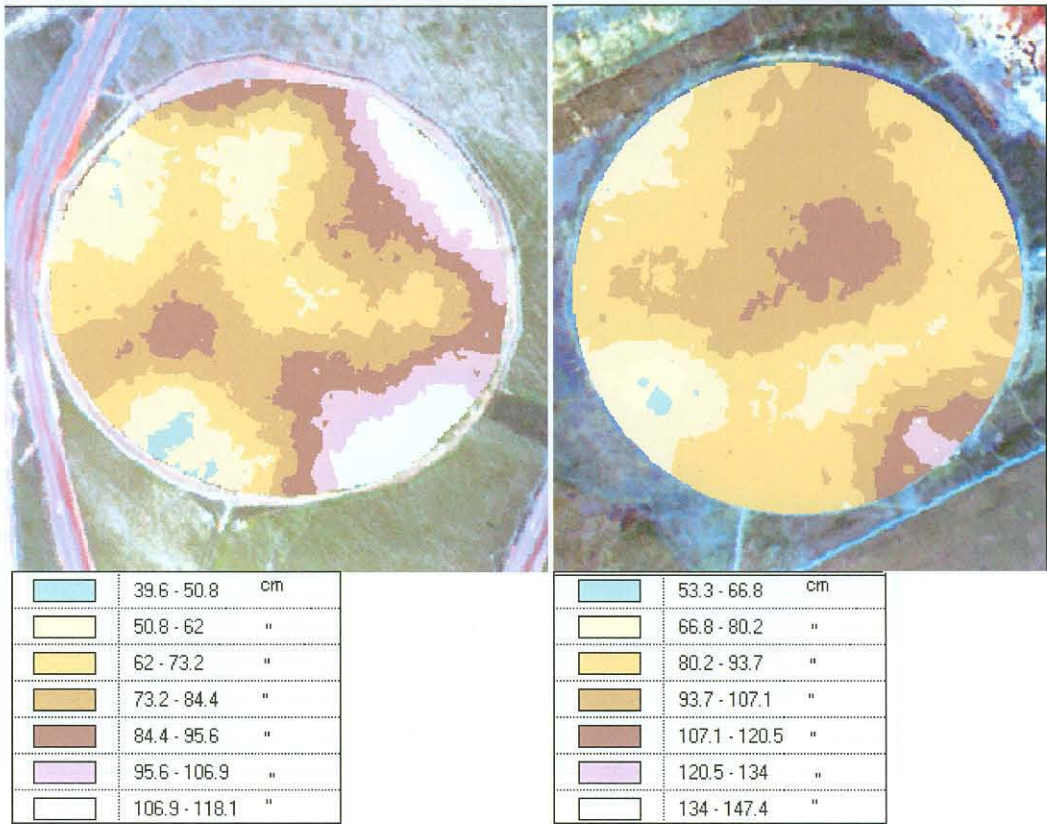 39.6 - 50.8 cm
50.8 - 62 "
62 - 73.2 "
73.2 - 84.4 "
84.4 - 95.6 "
95.6 - 106.9 "
106.9 - 118.1 "
53.3 - 66.8 cm
66.8 - 80.2 "
80.2 - 93.7 "
93.7 - 107.1 "
107.1 - 120.5 "
120.5 - 134 "
134 - 147.4 "